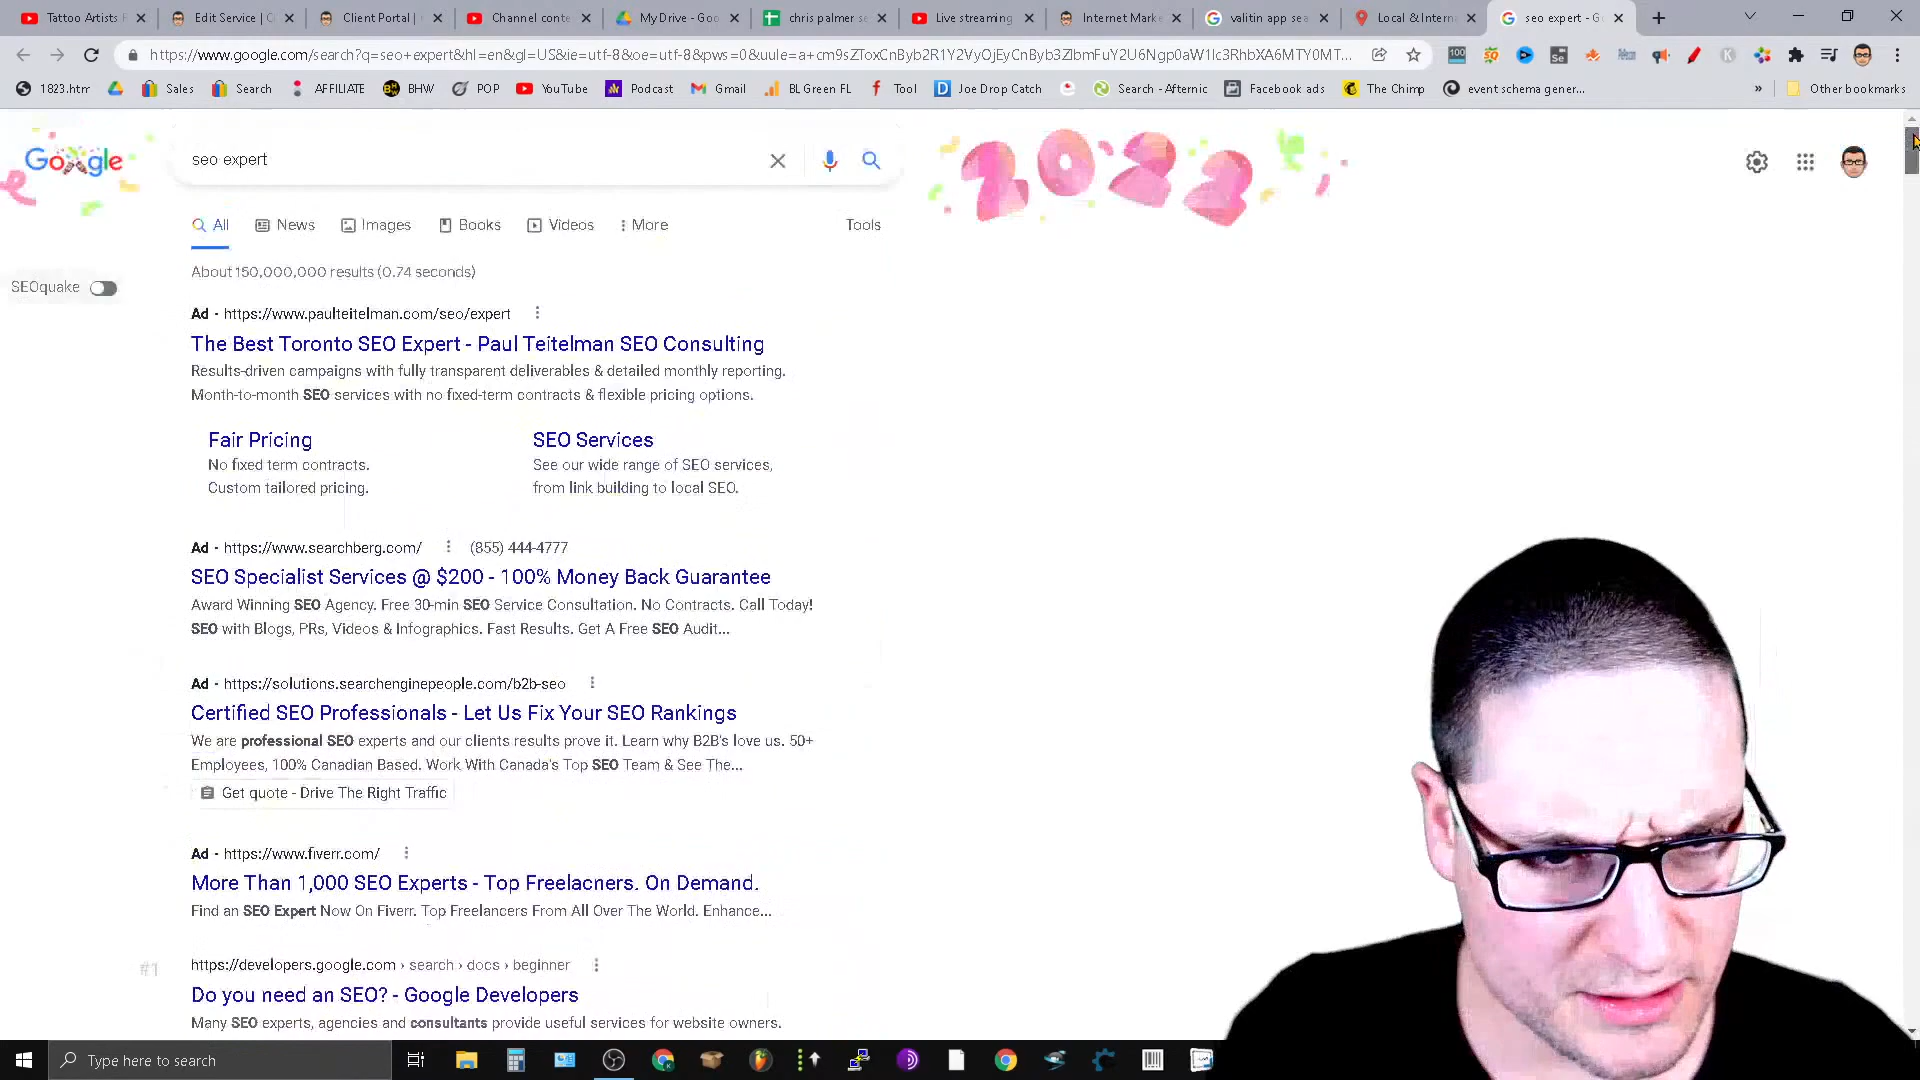 Tattoo Artists F
Edit Service | C
Client Portal |
Channel conte
My Drive - Goo
chris palmer se
Live streaming
Internet Marke
valitin app sea
Local & Intern
seo expert - G
https://www.google.com/search?q=seo+expert&hl=en&gl=US&ie=utf-8&oe=utf-8&pws=0&uule=a+cm9sZToxCnByb2R1Y2VyOjEyCnByb3ZlbmFuY2U6Ngp0aW1lc3RhbXA6MTY0MT...
1823.htm
Sales
Search
AFFILIATE
BHW
POP
YouTube
Podcast
Gmail
BL Green FL
Tool
Joe Drop Catch
Search - Afternic
Facebook ads
The Chimp
event schema gener...
»
Other bookmarks
Google
seo expert
2022
All
News
Images
Books
Videos
More
Tools
About 150,000,000 results (0.74 seconds)
SEOquake
Ad · https://www.paulteitelman.com/seo/expert
The Best Toronto SEO Expert - Paul Teitelman SEO Consulting
Results-driven campaigns with fully transparent deliverables & detailed monthly reporting.
Month-to-month SEO services with no fixed-term contracts & flexible pricing options.
Fair Pricing
No fixed term contracts.
Custom tailored pricing.
SEO Services
See our wide range of SEO services,
from link building to local SEO.
Ad · https://www.searchberg.com/ (855) 444-4777
SEO Specialist Services @ $200 - 100% Money Back Guarantee
Award Winning SEO Agency. Free 30-min SEO Service Consultation. No Contracts. Call Today!
SEO with Blogs, PRs, Videos & Infographics. Fast Results. Get A Free SEO Audit...
Ad · https://solutions.searchenginepeople.com/b2b-seo
Certified SEO Professionals - Let Us Fix Your SEO Rankings
We are professional SEO experts and our clients results prove it. Learn why B2B's love us. 50+
Employees, 100% Canadian Based. Work With Canada's Top SEO Team & See The...
Get quote - Drive The Right Traffic
Ad · https://www.fiverr.com/
More Than 1,000 SEO Experts - Top Freelacners. On Demand.
Find an SEO Expert Now On Fiverr. Top Freelancers From All Over The World. Enhance...
#1
https://developers.google.com › search › docs › beginner
Do you need an SEO? - Google Developers
Many SEO experts, agencies and consultants provide useful services for website owners.
Type here to search